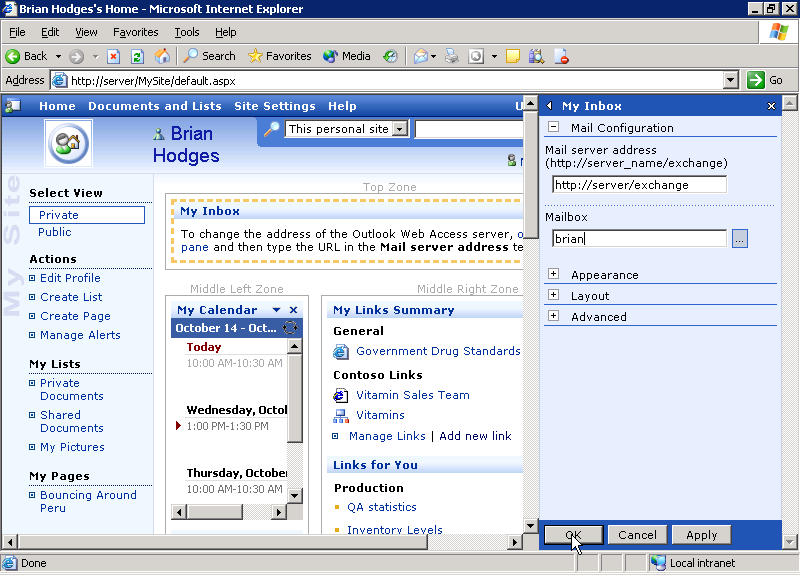 Brian Hodges's Home - Microsoft Internet Explorer
File Edit View Favorites Tools Help
Back Search Favorites Media
Address http://server/MySite/default.aspx Go
Home Documents and Lists Site Settings Help U
Brian
Hodges
This personal site
My Site
Select View
Private
Public
Actions
Edit Profile
Create List
Create Page
Manage Alerts
My Lists
Private
Documents
Shared
Documents
My Pictures
My Pages
Bouncing Around
Peru
Top Zone
My Inbox
To change the address of the Outlook Web Access server, o
pane and then type the URL in the Mail server address te
Middle Left Zone
My Calendar
October 14 - Oct...
Today
10:00 AM-10:30 AM
Wednesday, Octol
1:00 PM-1:30 PM
Thursday, October
10:00 AM-10:30 AM
Middle Right Zone
My Links Summary
General
Government Drug Standards
Contoso Links
Vitamin Sales Team
Vitamins
Manage Links | Add new link
Links for You
Production
QA statistics
Inventory Levels
My Inbox
Mail Configuration
Mail server address
(http://server_name/exchange)
http://server/exchange
Mailbox
brian
...
Appearance
Layout
Advanced
OK Cancel Apply
Done Local intranet